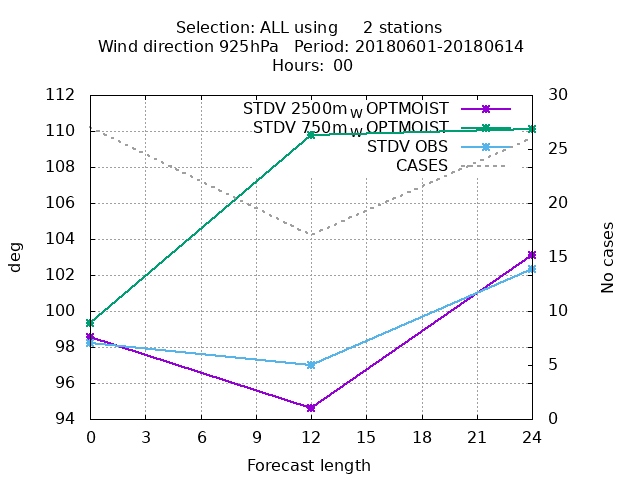 Selection: ALL using 2 stations
Wind direction 925hPa Period: 20180601-20180614
Hours: 00
STDV 2500m_W OPTMOIST
STDV 750m_W OPTMOIST
STDV OBS
CASES
112
110
108
106
104
102
100
98
96
94
deg
30
25
20
15
10
5
0
No cases
0 3 6 9 12 15 18 21 24
Forecast length